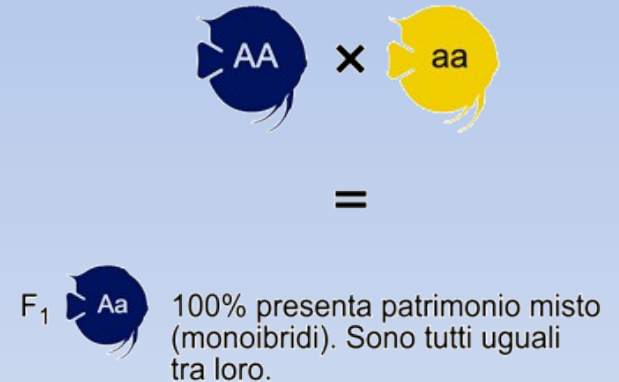 AA × aa
=
F₁ Aa 100% presenta patrimonio misto
(monoibridi). Sono tutti uguali
tra loro.